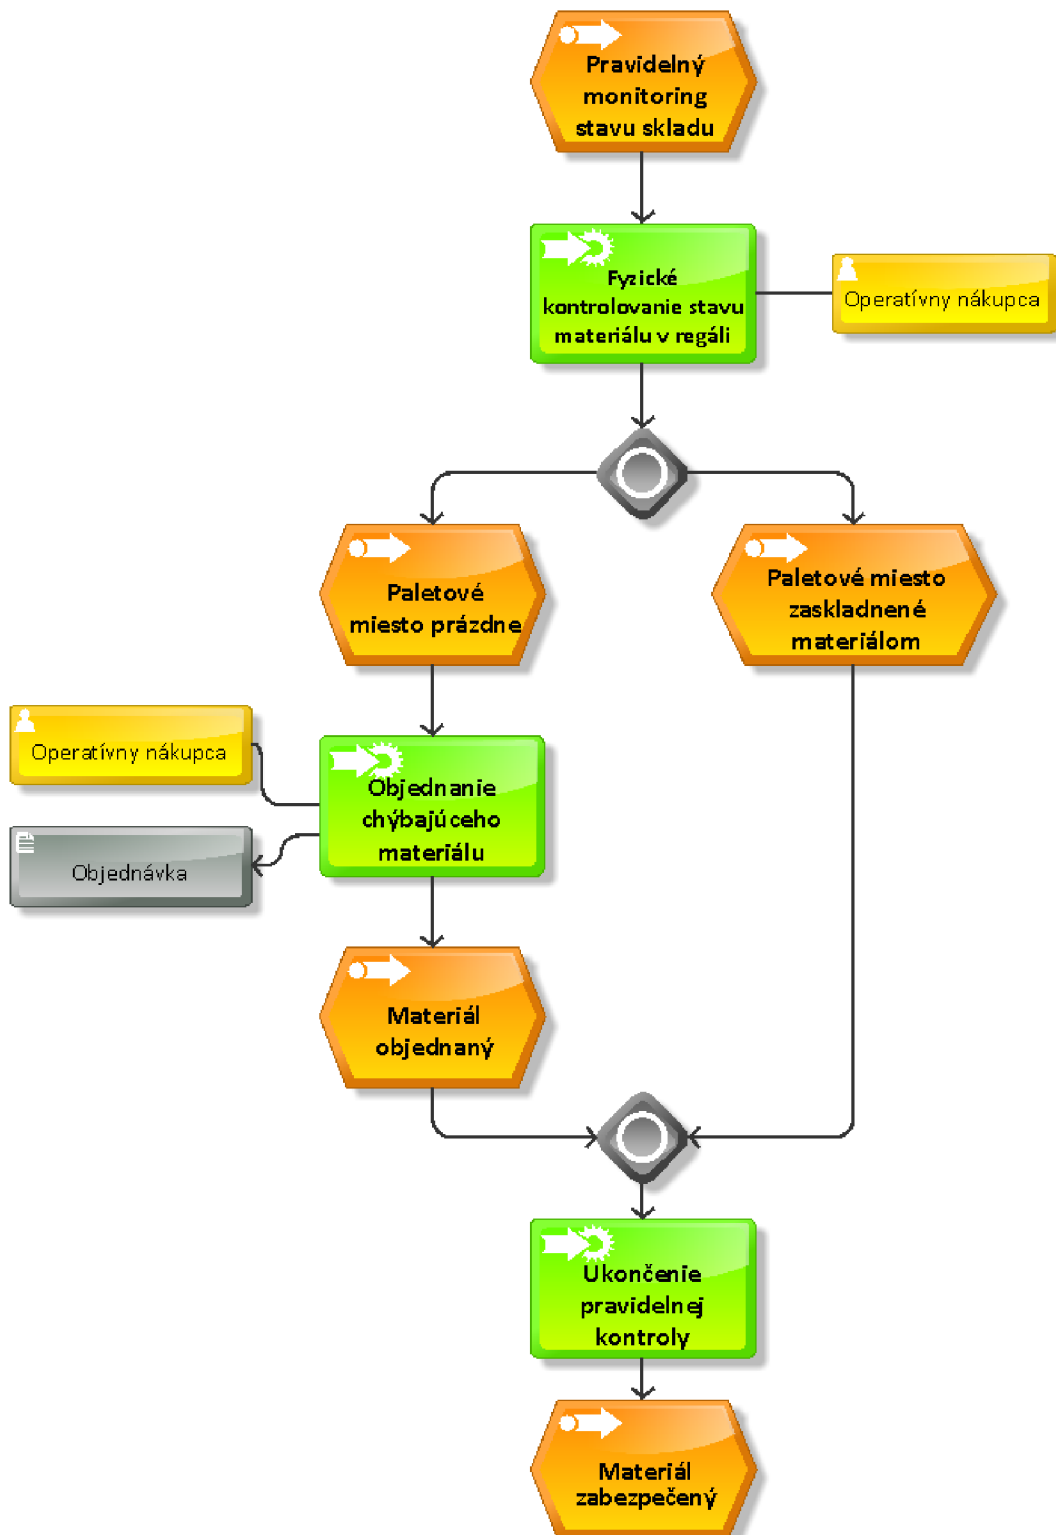 Pravidelný
monitoring
stavu skladu
Fyzické
kontrolovanie stavu
materiálu v regáli
Operatívny nákupca
Paletové
miesto prázdne
Paletové miesto
zaskladnené
materiálom
Operatívny nákupca
Objednanie
chýbajúceho
materiálu
Objednávka
Materiál
objednaný
Ukončenie
pravidelnej
kontroly
Materiál
zabezpečený